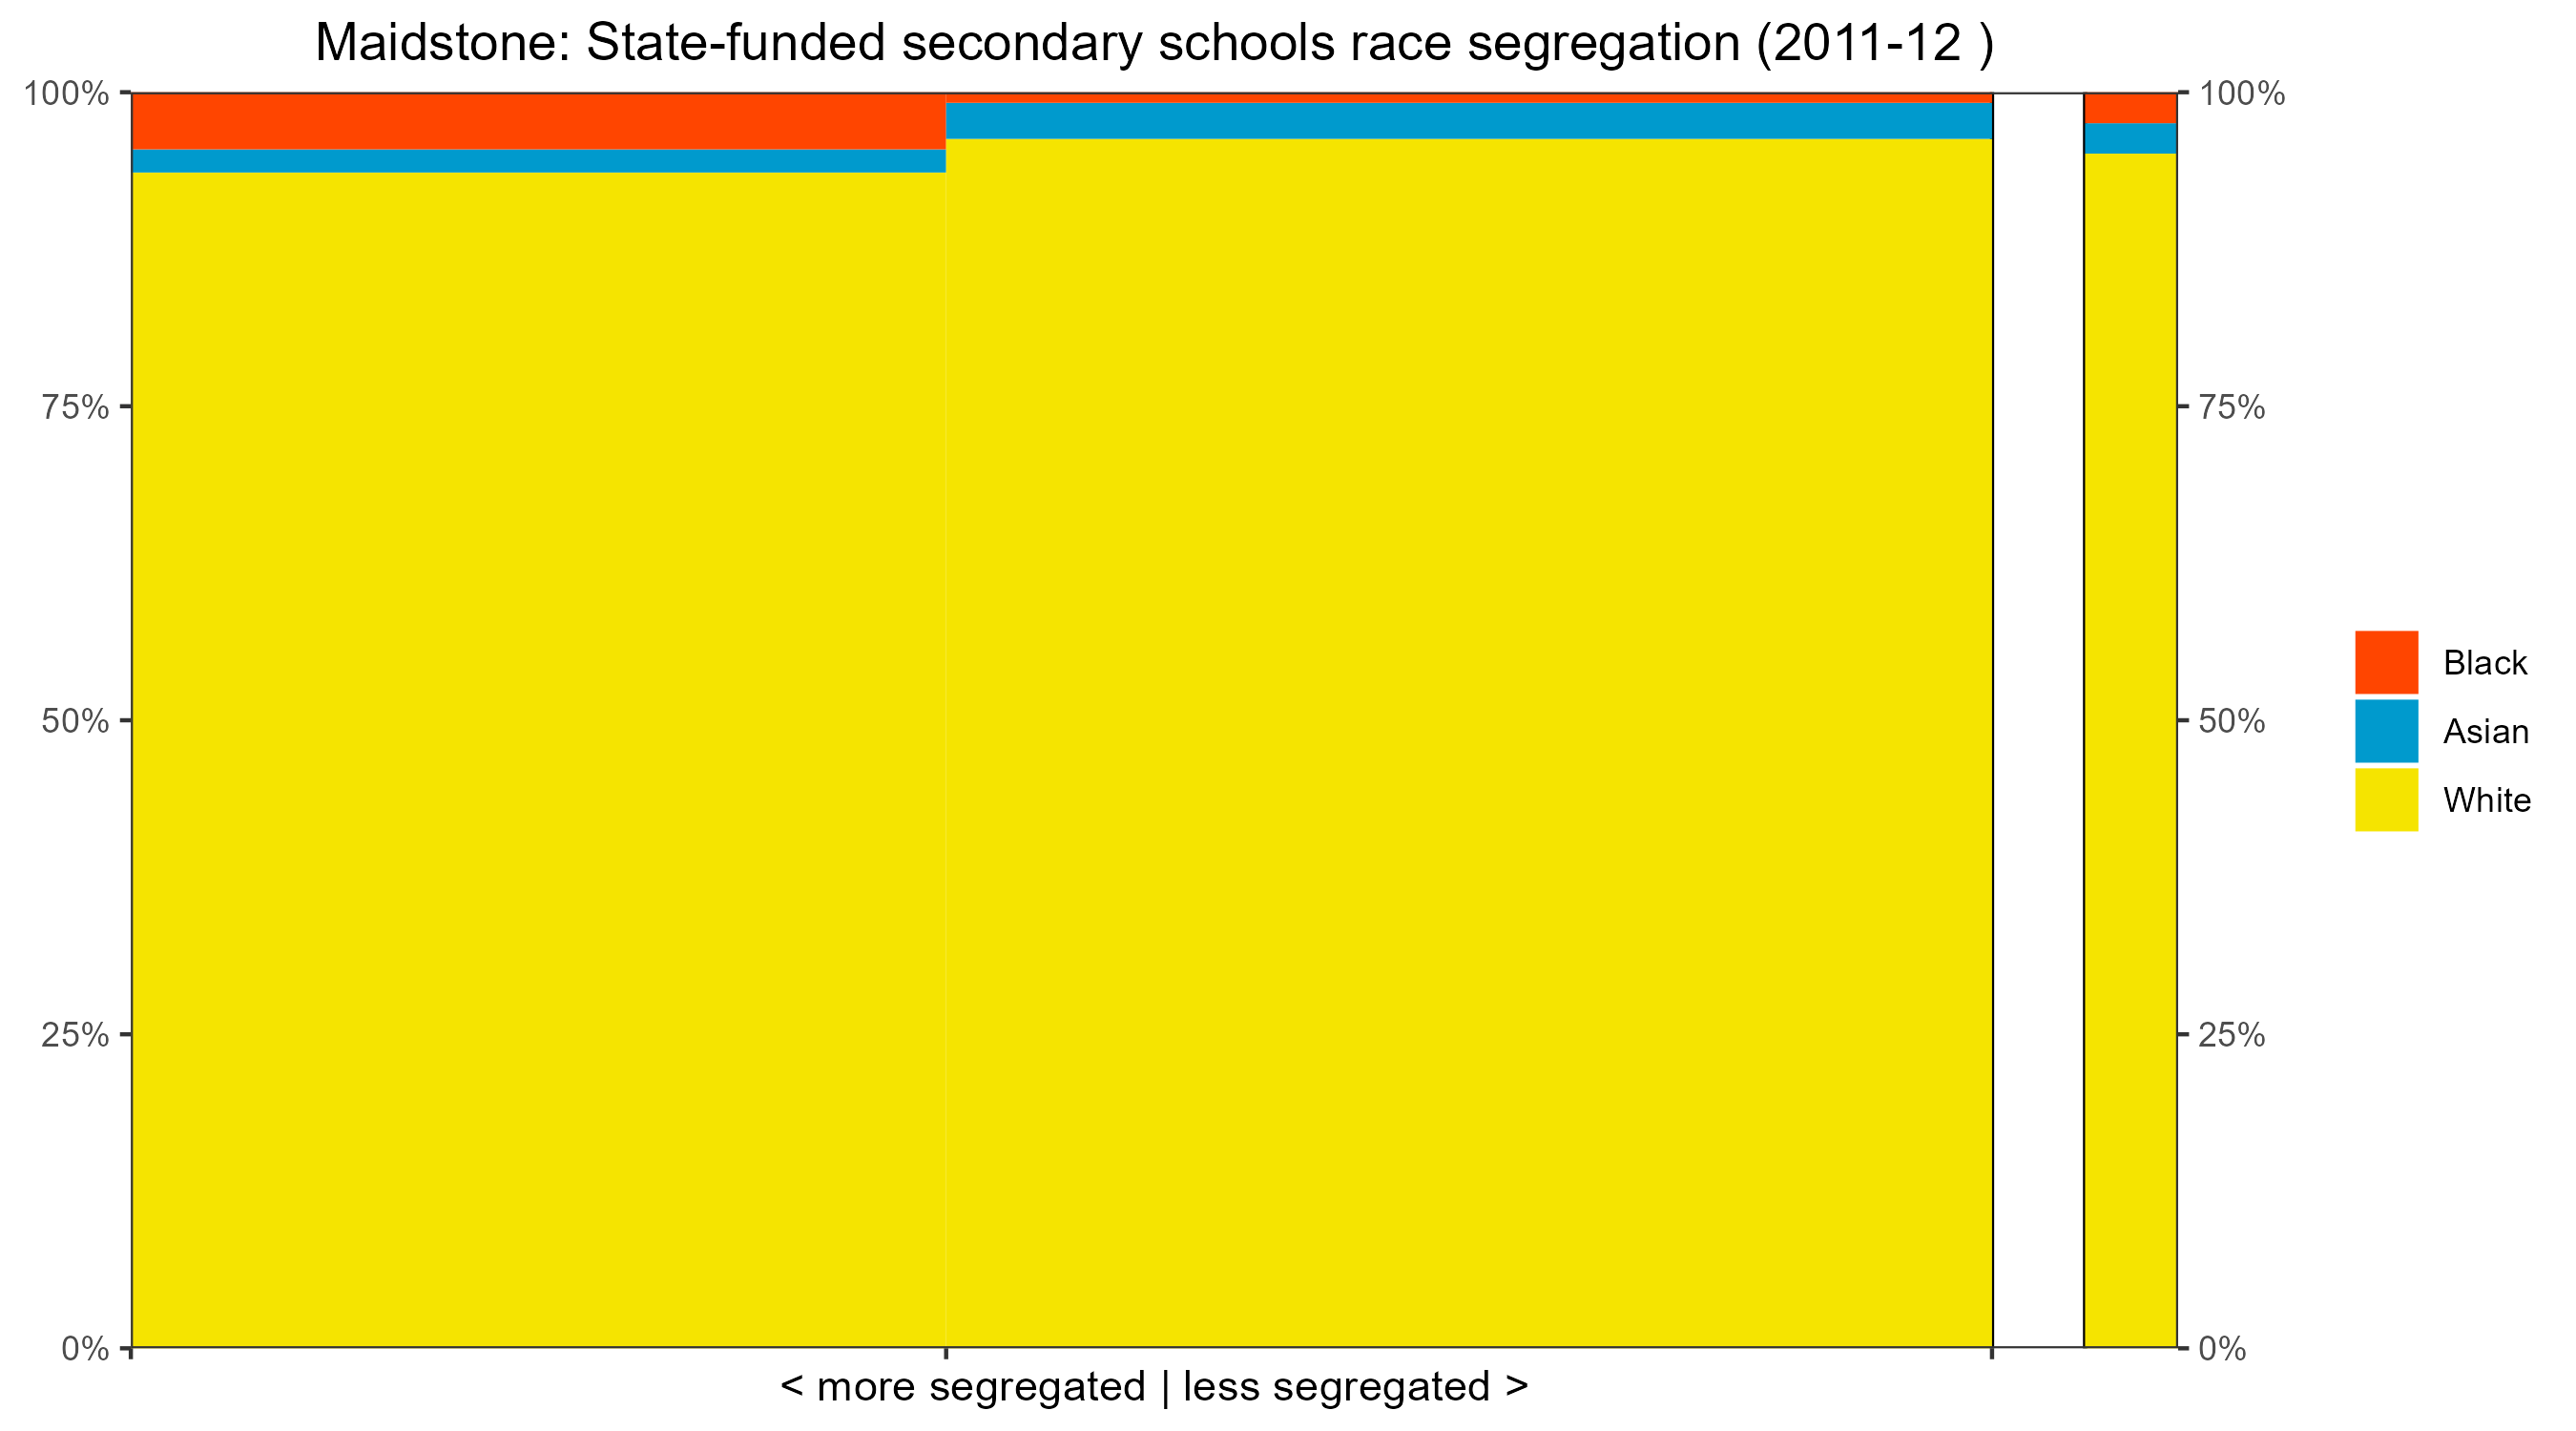 Maidstone: State-funded secondary schools race segregation (2011-12 )
100%
75%
50%
25%
0%
100%
75%
50%
25%
0%
Black
Asian
White
< more segregated | less segregated >